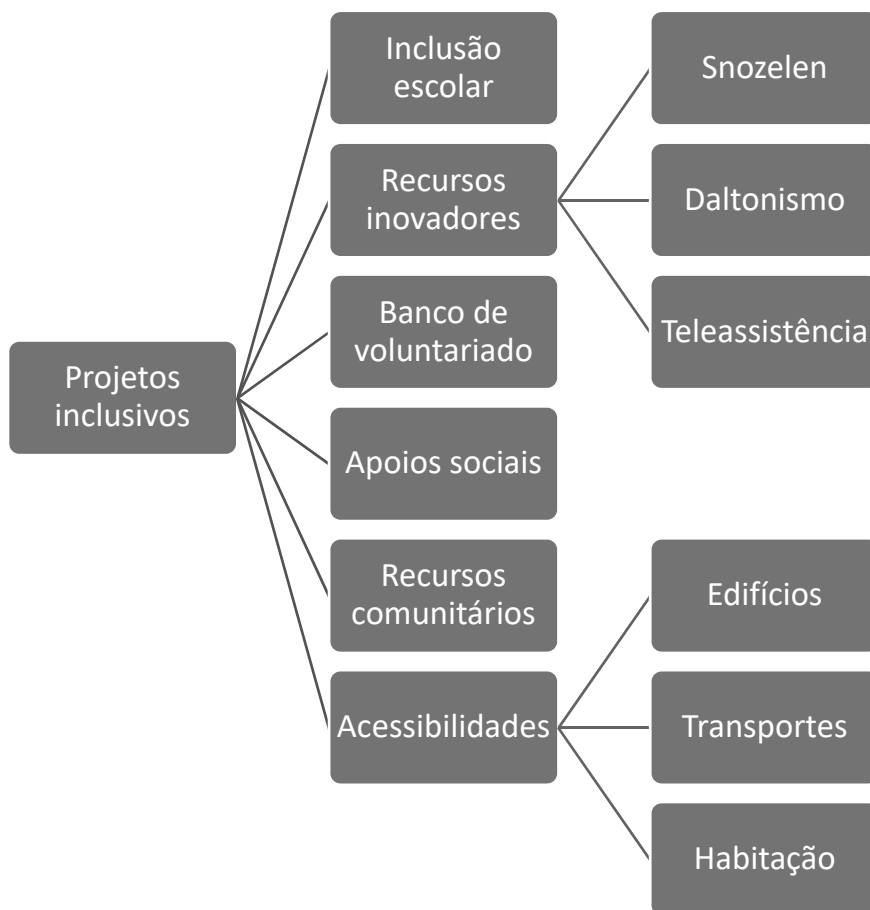 Projetos
inclusivos
Inclusão
escolar
Recursos
inovadores
Snozelen
Daltonismo
Teleassistência
Banco de
voluntariado
Apoios sociais
Recursos
comunitários
Acessibilidades
Edifícios
Transportes
Habitação